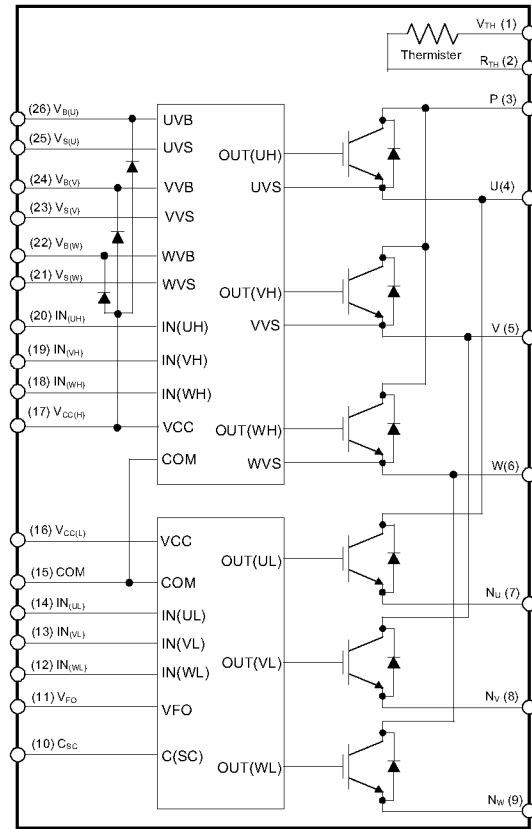 VTH (1)
Thermister
RTH (2)
P (3)
(26) VB(U)
UVB
(25) VS(U)
UVS
OUT(UH)
(24) VB(V)
VVB
UVS
U(4)
(23) VS(V)
VVS
(22) VB(W)
WVB
(21) VS(W)
WVS
OUT(VH)
(20) IN(UH)
IN(UH)
VVS
V (5)
(19) IN(VH)
IN(VH)
(18) IN(WH)
IN(WH)
(17) VCC(H)
VCC
OUT(WH)
COM
WVS
W(6)
(16) VCC(L)
VCC
OUT(UL)
(15) COM
COM
(14) IN(UL)
IN(UL)
NU (7)
(13) IN(VL)
IN(VL)
OUT(VL)
(12) IN(WL)
IN(WL)
(11) VFO
VFO
NV (8)
(10) CSC
C(SC)
OUT(WL)
NW (9)